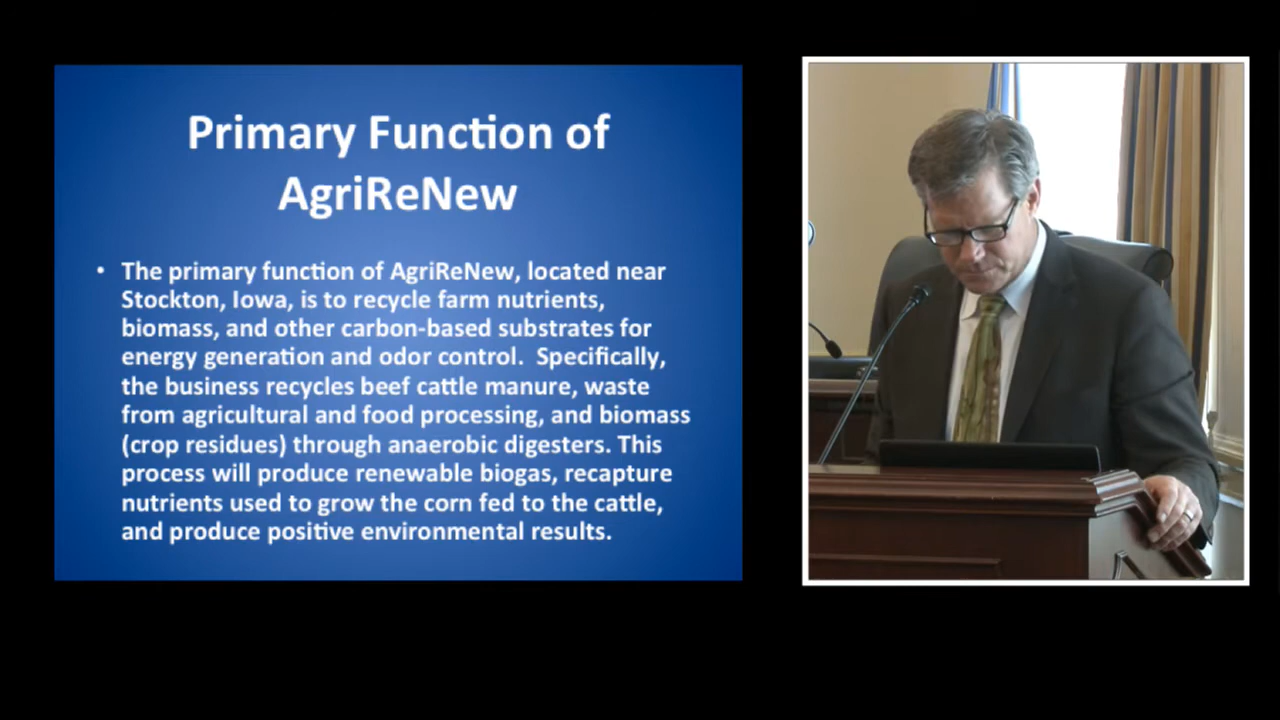 Primary Function of
AgriReNew
• The primary function of AgriReNew, located near
Stockton, Iowa, is to recycle farm nutrients,
biomass, and other carbon-based substrates for
energy generation and odor control.  Specifically,
the business recycles beef cattle manure, waste
from agricultural and food processing, and biomass
(crop residues) through anaerobic digesters. This
process will produce renewable biogas, recapture
nutrients used to grow the corn fed to the cattle,
and produce positive environmental results.